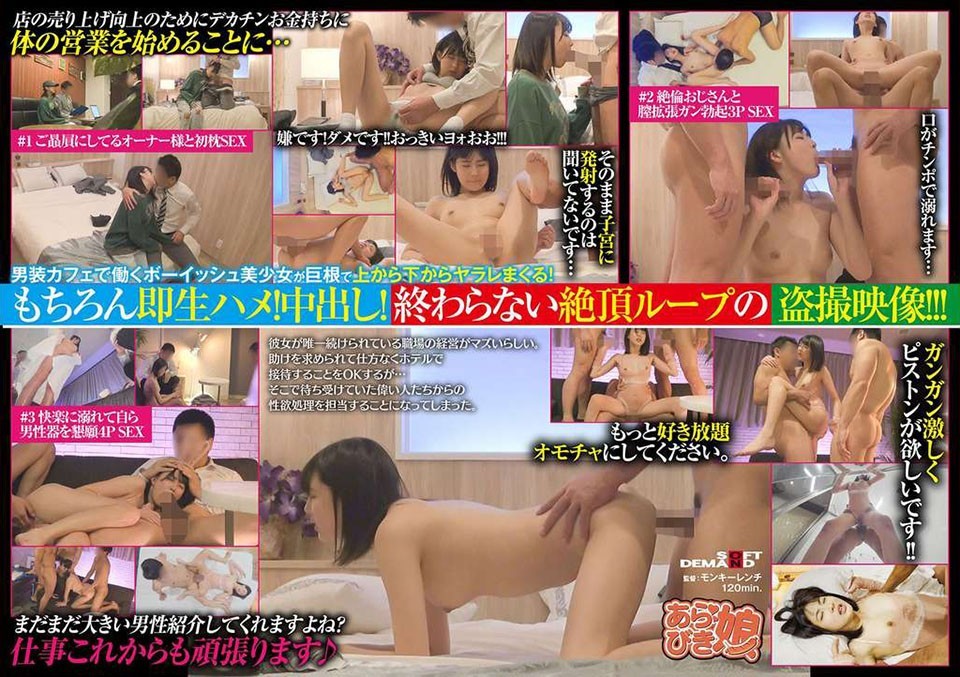 店の売り上げ向上のためにデカチンお金持ちに
体の営業を始めることに…
#1 ご贔屓にしてるオーナー様と初枕SEX
嫌です!ダメです!!おっきいヨォおお!!!
そのまま子宮に
発射するのは
聞いてないです…
#2 絶倫おじさんと
膣拡張ガン勃起3P SEX
口がチンポで溺れます…
男装カフェで働くボーイッシュ美少女が巨根で上から下からヤラレまくる!
もちろん即生ハメ!中出し!終わらない絶頂ループの盗撮映像!!!
#3 快楽に溺れて自ら
男性器を懇願4P SEX
彼女が唯一続けられている職場の経営がマズいらしい。
助けを求められて仕方なくホテルで
接待することをOKするが…
そこで待ち受けていた偉い人たちからの
性欲処理を担当することになってしまった。
もっと好き放題
オモチャにしてください。
ガンガン激しく
ピストンが欲しいです!!
SOFT
ON
DEMAND
監督:モンキーレンチ
120min.
あらびき娘。
まだまだ大きい男性紹介してくれますよね?
仕事これからも頑張ります♪